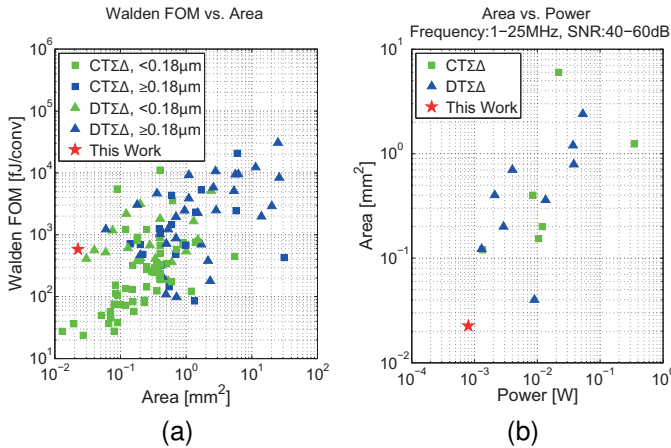 Walden FOM vs. Area
Walden FOM [fJ/conv]
10^6
10^5
10^4
10^3
10^2
10^1
CTΣΔ, <0.18μm
CTΣΔ, ≥0.18μm
DTΣΔ, <0.18μm
DTΣΔ, ≥0.18μm
This Work
10^−2 10^−1 10^0 10^1 10^2
Area [mm^2]
(a)
Area vs. Power
Frequency:1−25MHz, SNR:40−60dB
Area [mm^2]
10^1
10^0
10^−1
10^−2
CTΣΔ
DTΣΔ
This Work
10^−4 10^−3 10^−2 10^−1 10^0
Power [W]
(b)